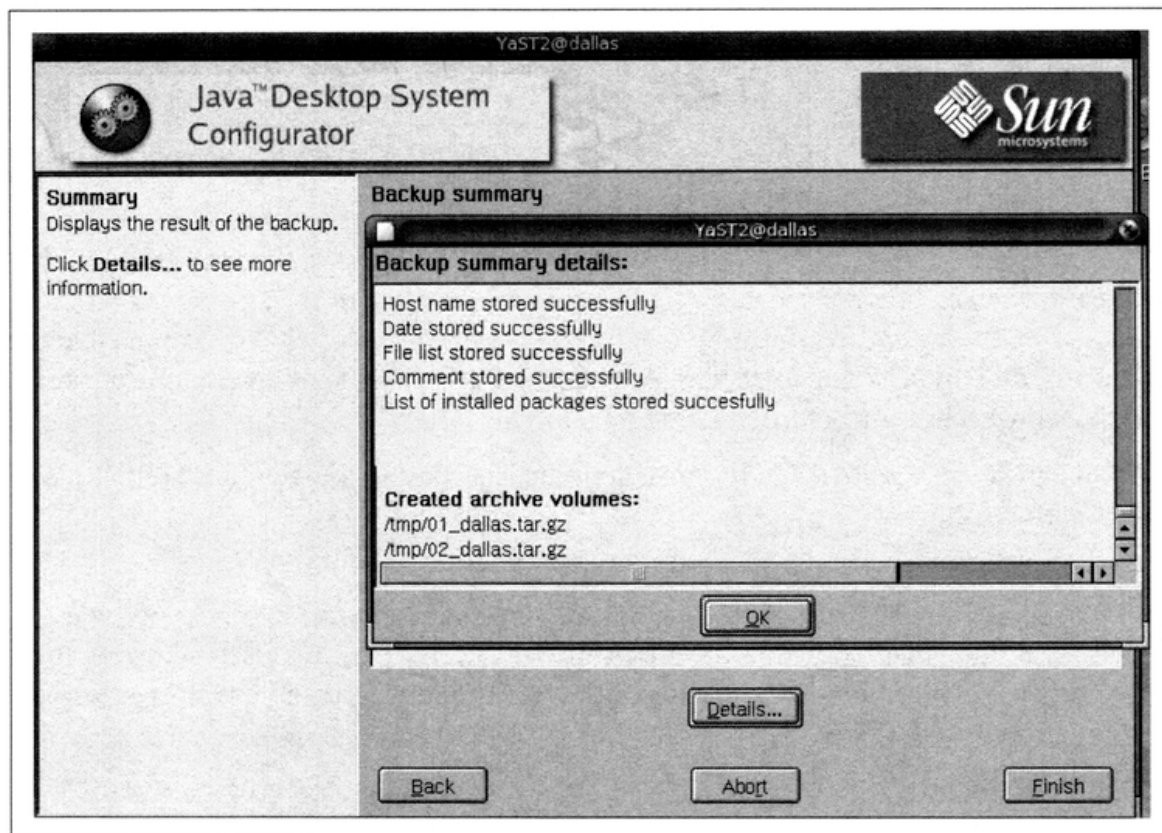 YaST2@dallas
Java™ Desktop System
Configurator
Sun
microsystems
Summary
Displays the result of the backup.
Click Details... to see more
information.
Backup summary
YaST2@dallas
Backup summary details:
Host name stored successfully
Date stored successfully
File list stored successfully
Comment stored successfully
List of installed packages stored succesfully
Created archive volumes:
/tmp/01_dallas.tar.gz
/tmp/02_dallas.tar.gz
OK
Details...
Back
Abort
Finish